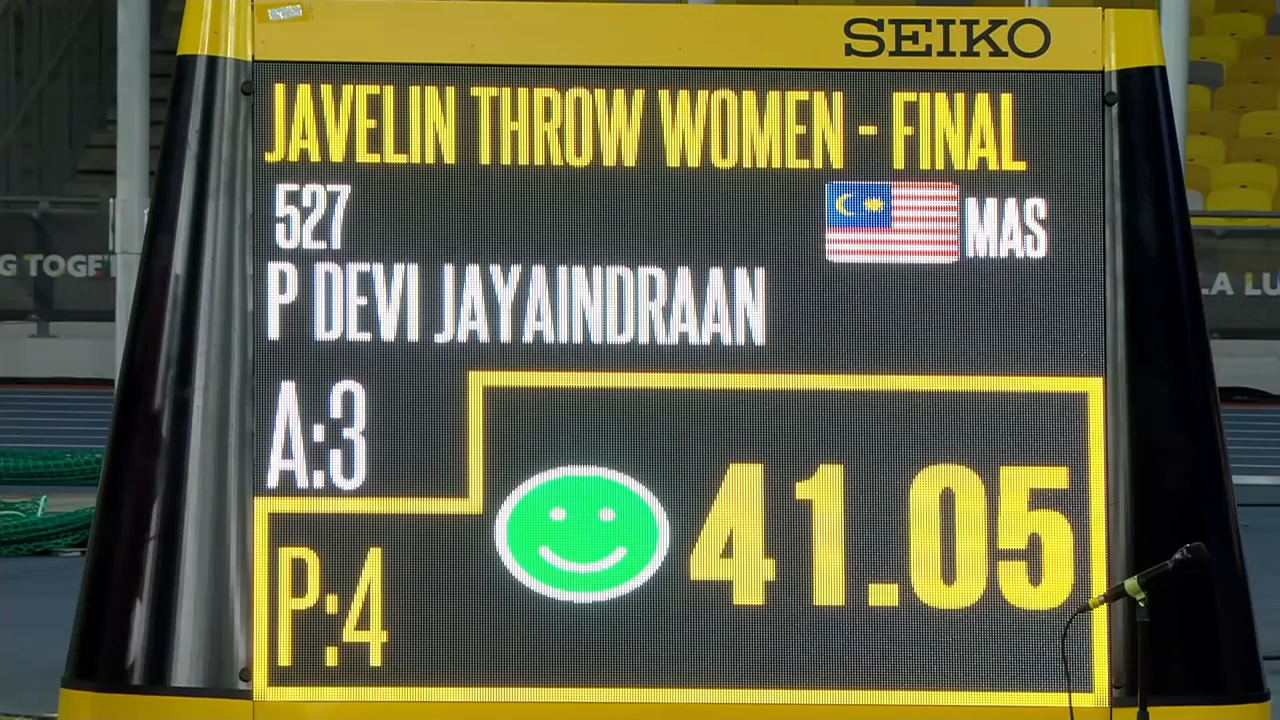 SEIKO
JAVELIN THROW WOMEN - FINAL
527
MAS
P DEVI JAYAINDRAAN
A:3
41.05
P:4